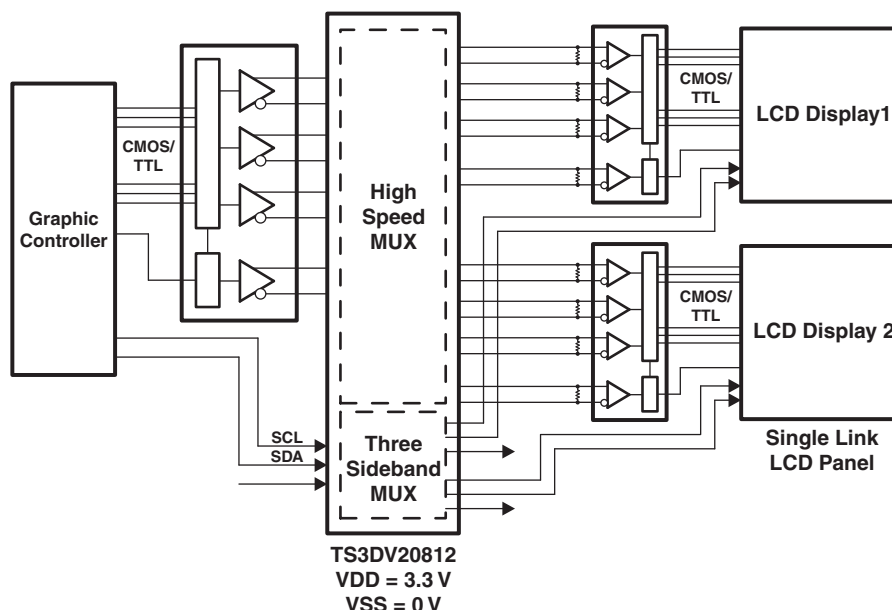 Graphic
Controller
CMOS/
TTL
SCL
SDA
High
Speed
MUX
Three
Sideband
MUX
TS3DV20812
VDD = 3.3 V
VSS = 0 V
CMOS/
TTL
LCD Display1
CMOS/
TTL
LCD Display 2
Single Link
LCD Panel